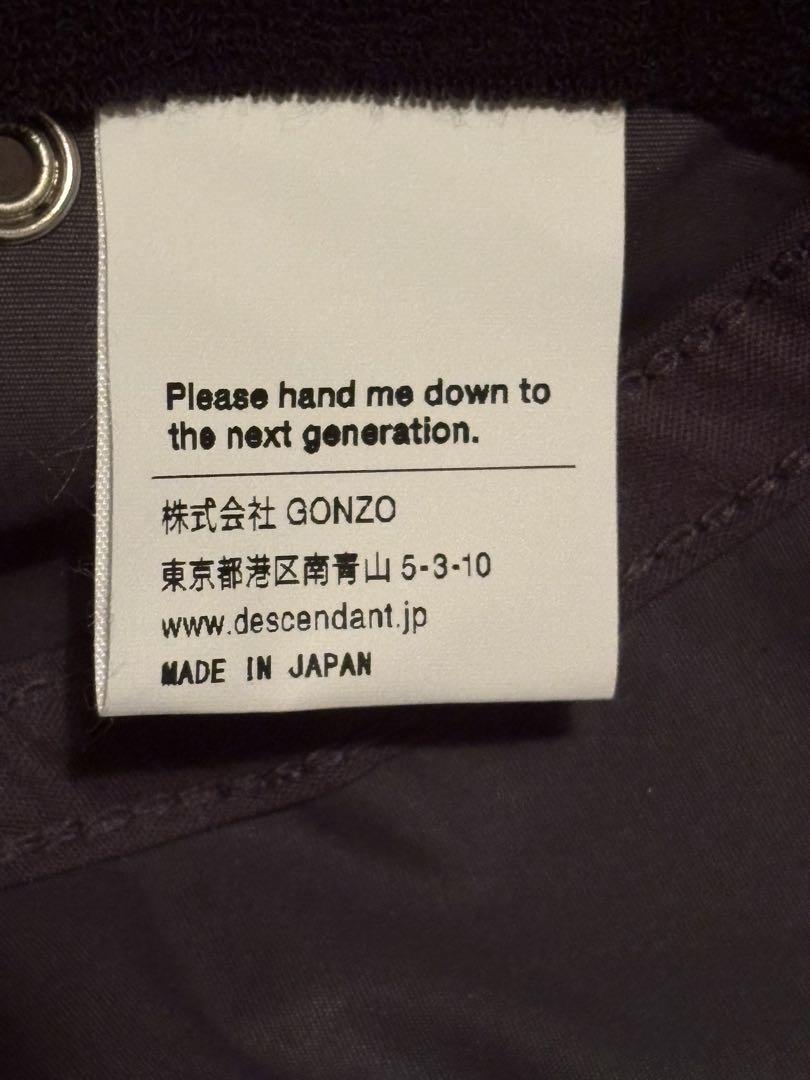 Please hand me down to
the next generation.
株式会社 GONZO
東京都港区南青山 5-3-10
www.descendant.jp
MADE IN JAPAN